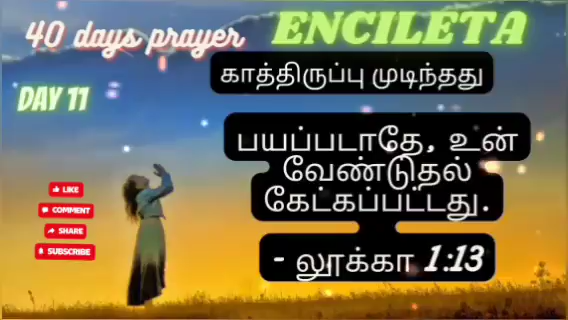 40 days prayer ENCILETA
காத்திருப்பு முடிந்தது
DAY 11
பயப்படாதே, உன்
வேண்டுதல்
கேட்கப்பட்டது.
- லூக்கா 1:13
LIKE
COMMENT
SHARE
SUBSCRIBE